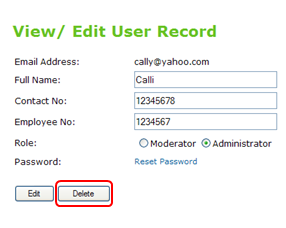 View/ Edit User Record
Email Address: cally@yahoo.com
Full Name: Calli
Contact No: 12345678
Employee No: 1234567
Role: Moderator Administrator
Password: Reset Password
Edit Delete